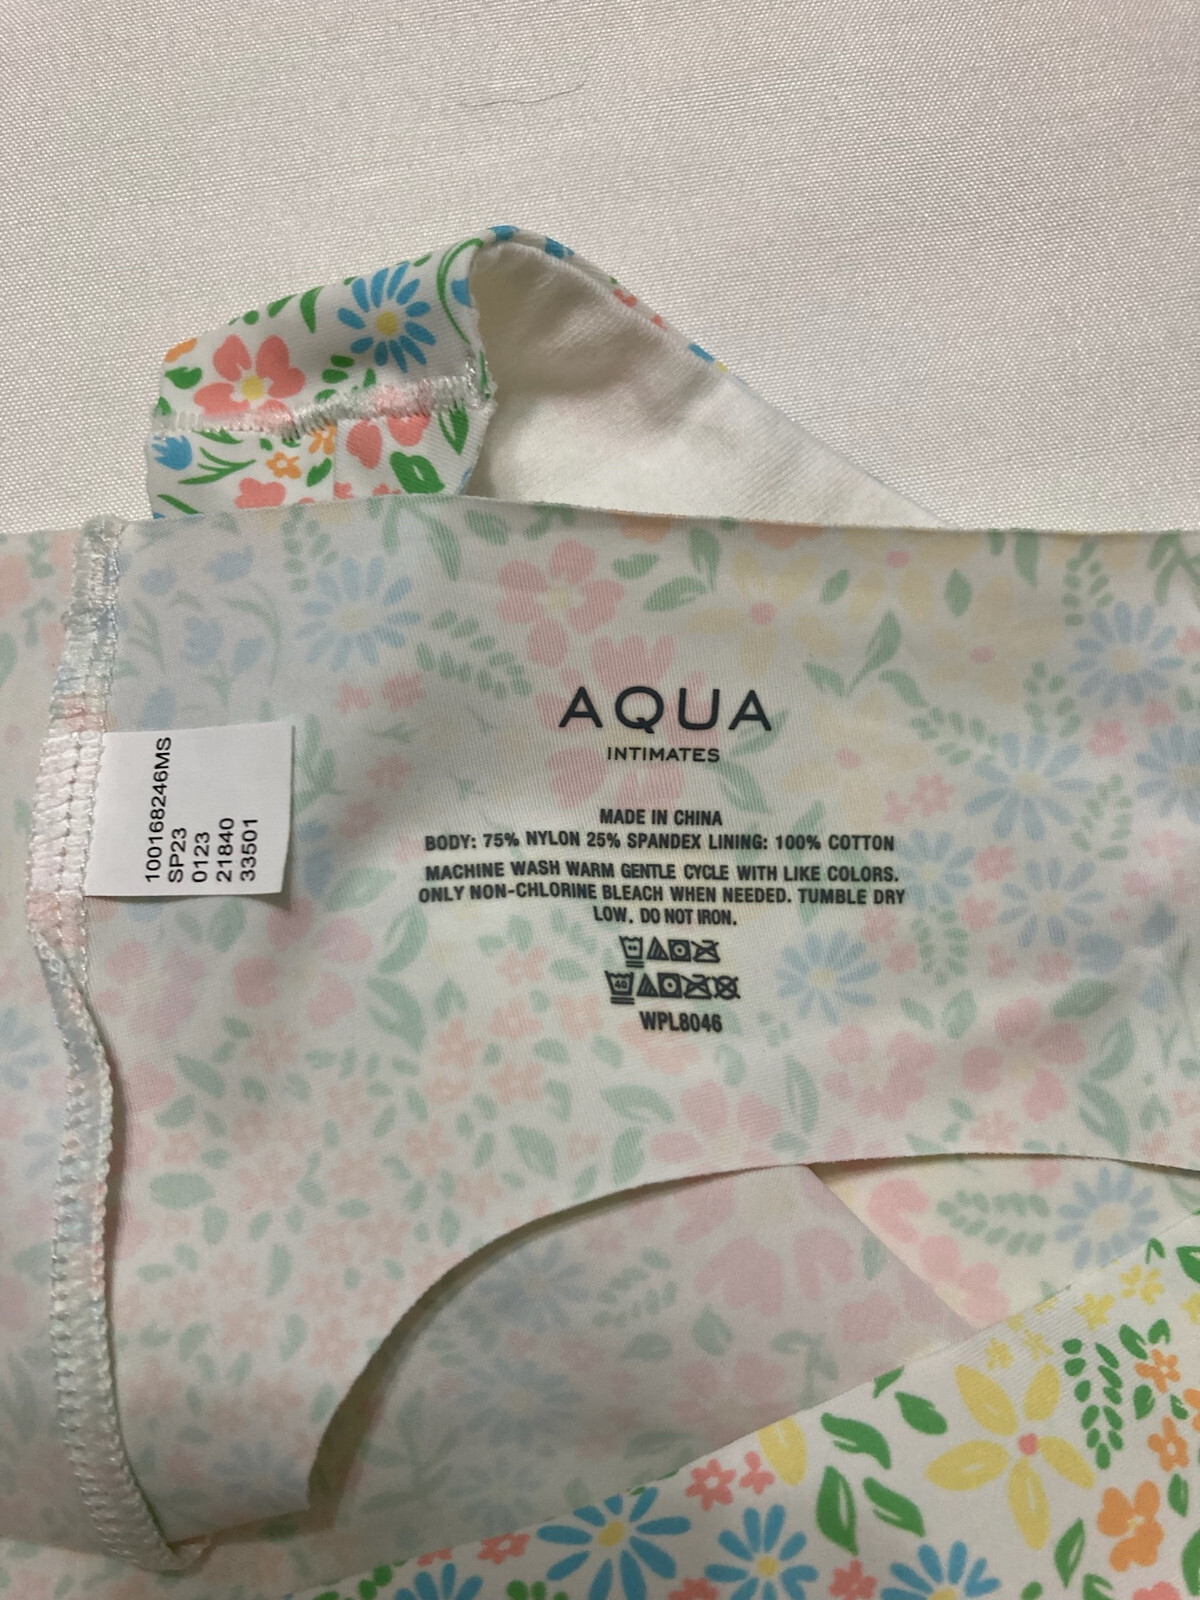 AQUA
INTIMATES
MADE IN CHINA
BODY: 75% NYLON 25% SPANDEX LINING: 100% COTTON
MACHINE WASH WARM GENTLE CYCLE WITH LIKE COLORS.
ONLY NON-CHLORINE BLEACH WHEN NEEDED. TUMBLE DRY
LOW. DO NOT IRON.
40
WPL8046
100168246MS
SP23
0123
21840
33501